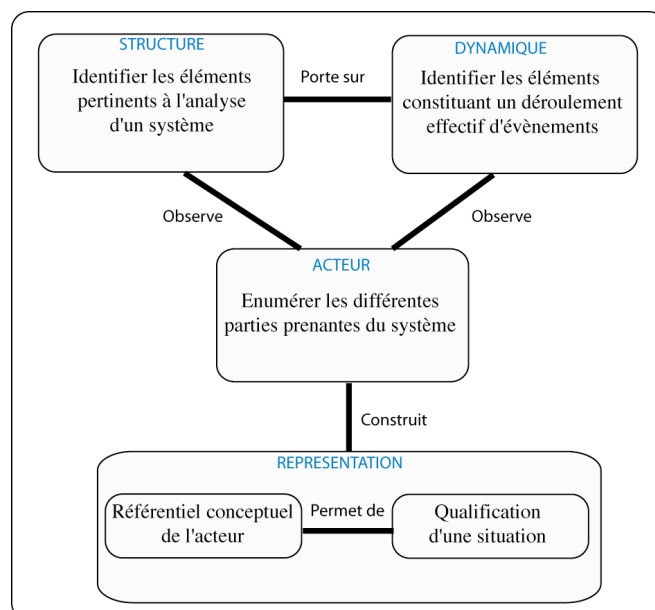 STRUCTURE
Identifier les éléments
pertinents à l'analyse
d'un système
Porte sur
DYNAMIQUE
Identifier les éléments
constituant un déroulement
effectif d'évènements
Observe
Observe
ACTEUR
Enumérer les différentes
parties prenantes du système
Construit
REPRESENTATION
Référentiel conceptuel
de l'acteur
Permet de
Qualification
d'une situation